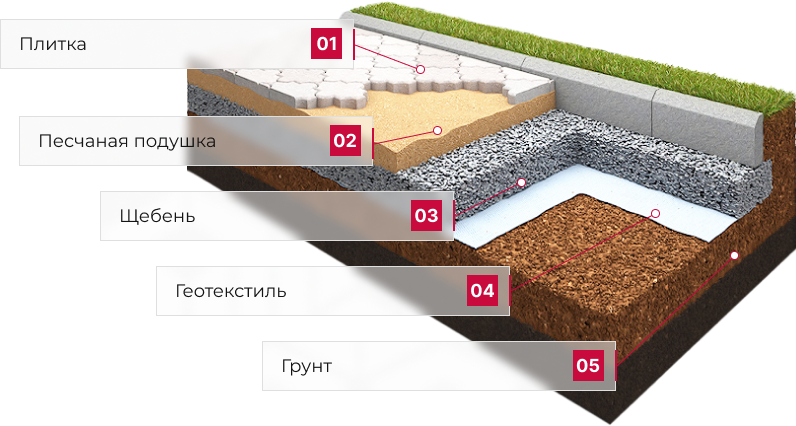 Плитка 01
Песчаная подушка 02
Щебень 03
Геотекстиль 04
Грунт 05